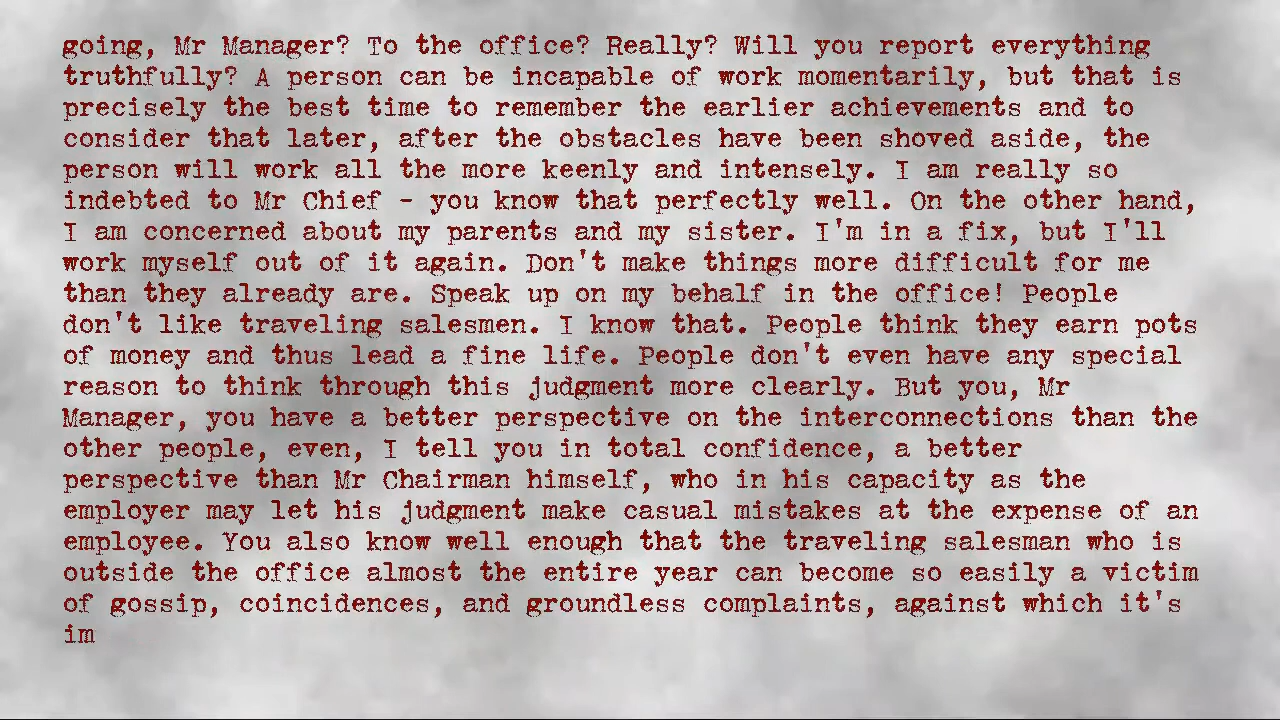 going, Mr Manager? To the office? Really? Will you report everything
truthfully? A person can be incapable of work momentarily, but that is
precisely the best time to remember the earlier achievements and to
consider that later, after the obstacles have been shoved aside, the
person will work all the more keenly and intensely. I am really so
indebted to Mr Chief - you know that perfectly well. On the other hand,
I am concerned about my parents and my sister. I'm in a fix, but I'll
work myself out of it again. Don't make things more difficult for me
than they already are. Speak up on my behalf in the office! People
don't like traveling salesmen. I know that. People think they earn pots
of money and thus lead a fine life. People don't even have any special
reason to think through this judgment more clearly. But you, Mr
Manager, you have a better perspective on the interconnections than the
other people, even, I tell you in total confidence, a better
perspective than Mr Chairman himself, who in his capacity as the
employer may let his judgment make casual mistakes at the expense of an
employee. You also know well enough that the traveling salesman who is
outside the office almost the entire year can become so easily a victim
of gossip, coincidences, and groundless complaints, against which it's
im